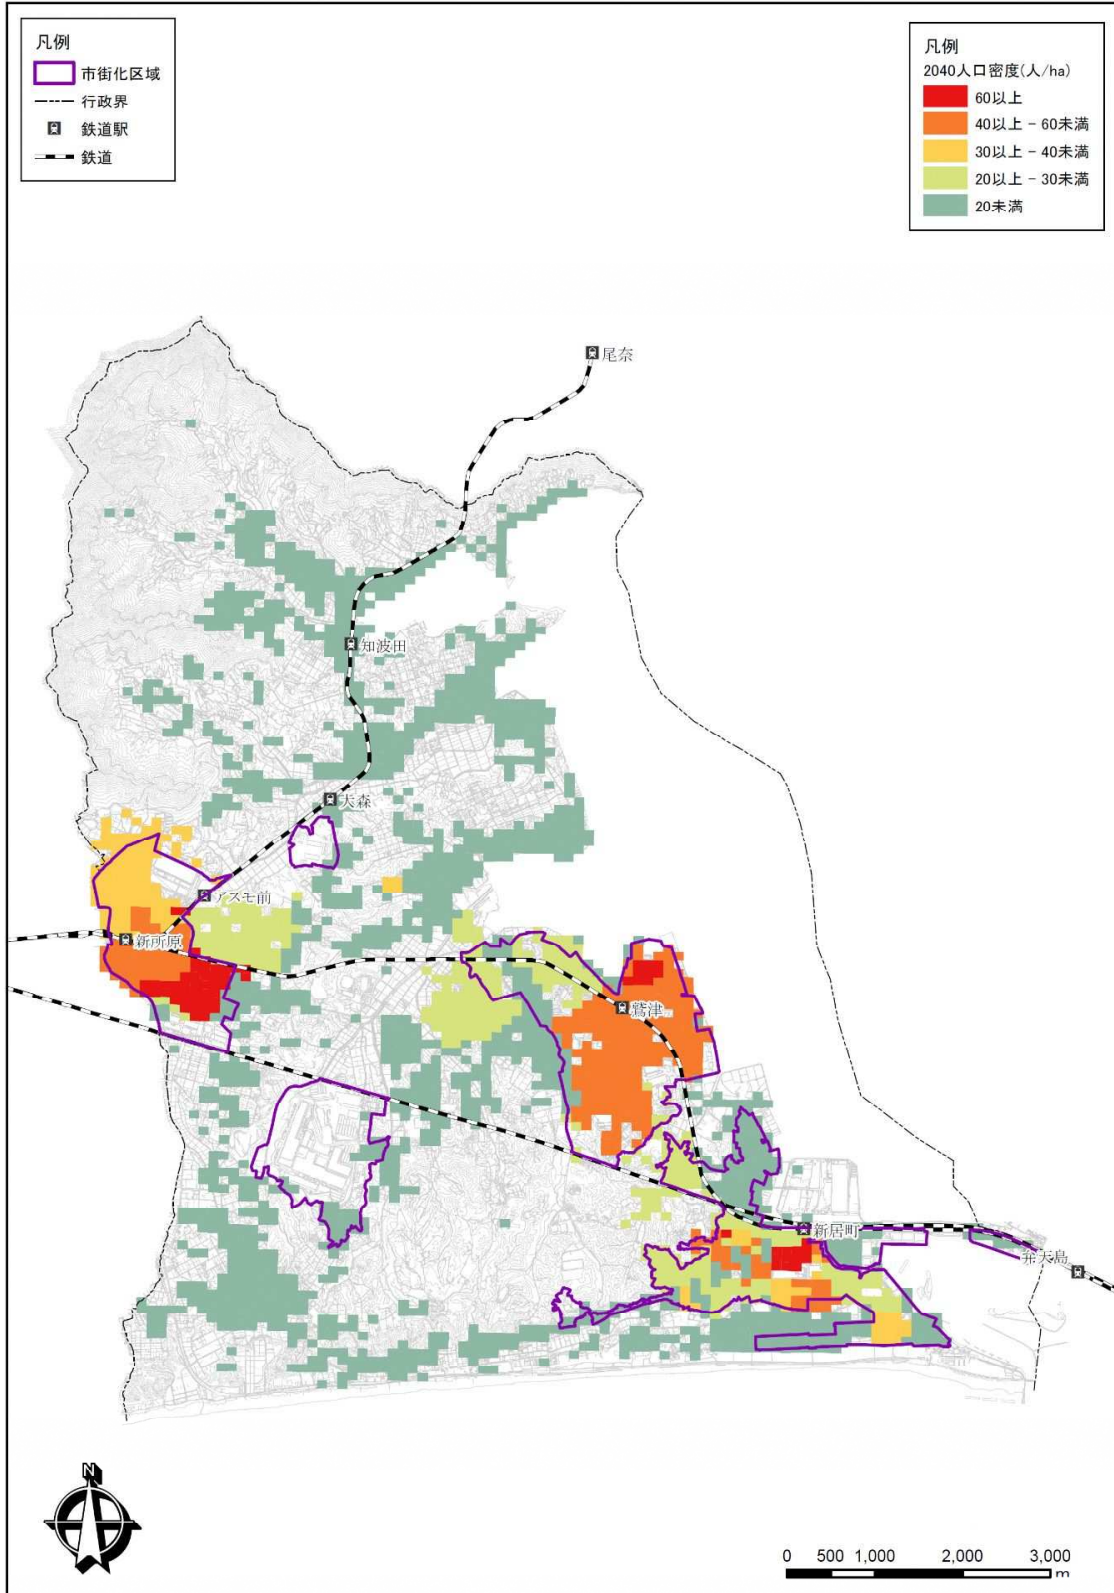 凡例
市街化区域
行政界
鉄道駅
鉄道
凡例
2040人口密度(人/ha)
60以上
40以上 - 60未満
30以上 - 40未満
20以上 - 30未満
20未満
尾奈
知波田
大森
アスモ前
新所原
鷲津
新居町
弁天島
N
0 500 1,000 2,000 3,000
m